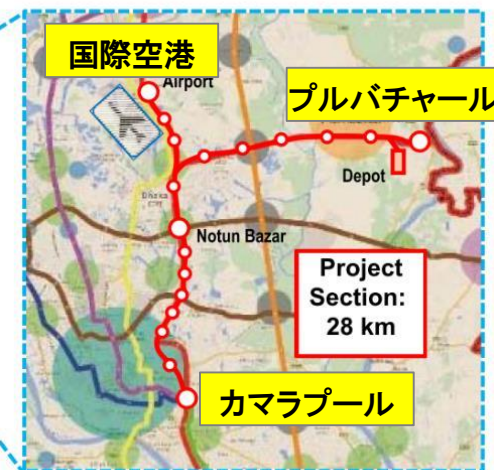 国際空港
Airport
プルバチャール
Depot
Notun Bazar
Project
Section:
28 km
カマラプール